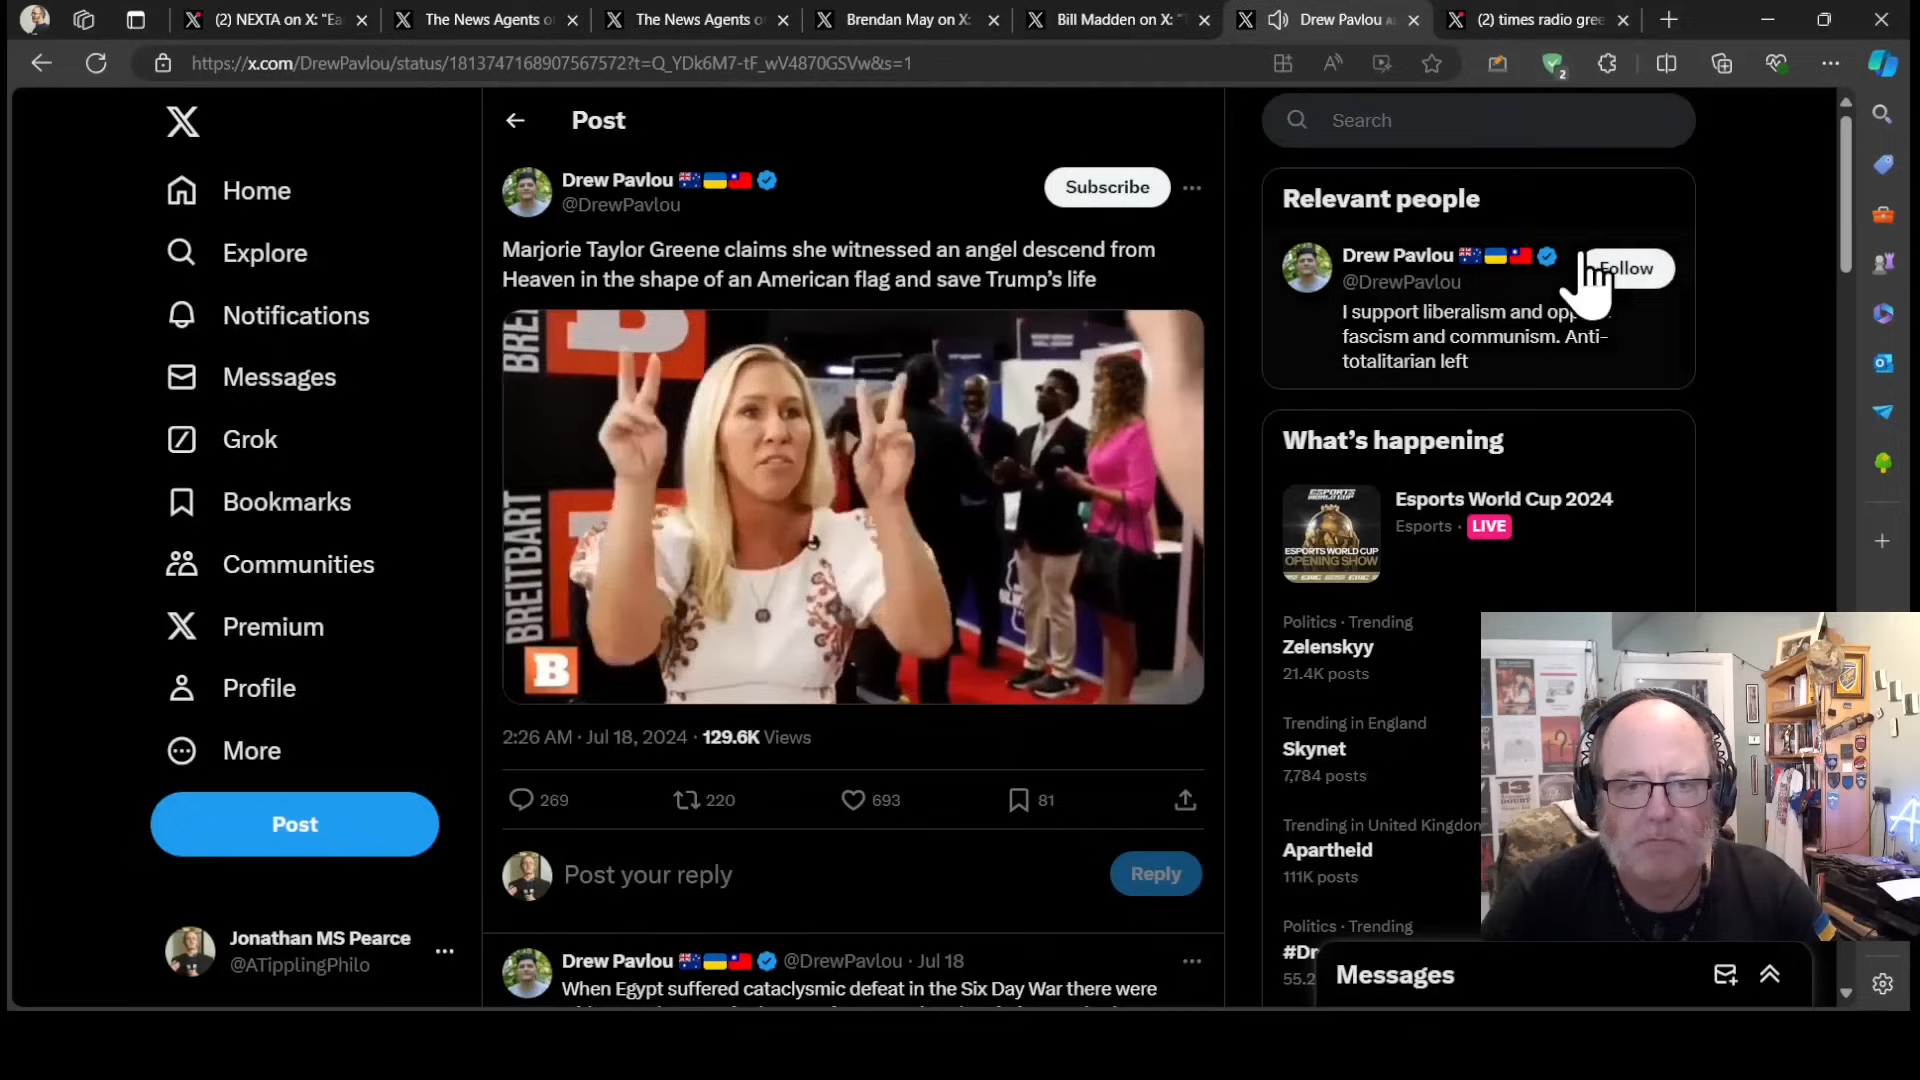 (2) NEXTA on X: "Ea
The News Agents o
The News Agents o
Brendan May on X:
Bill Madden on X: "
Drew Pavlou
(2) times radio gree
https://x.com/DrewPavlou/status/1813747168907567572?t=Q_YDk6M7-tF_wV4870GSVw&s=1
2
Home
Explore
Notifications
Messages
Grok
Bookmarks
Communities
Premium
Profile
More
Post
Jonathan MS Pearce
@ATipplingPhilo
Post
Drew Pavlou
@DrewPavlou
Subscribe
Marjorie Taylor Greene claims she witnessed an angel descend from
Heaven in the shape of an American flag and save Trump's life
BREITBART
B
2:26 AM · Jul 18, 2024 · 129.6K Views
269
220
693
81
Post your reply
Reply
Drew Pavlou @DrewPavlou · Jul 18
When Egypt suffered cataclysmic defeat in the Six Day War there were
Search
Relevant people
Drew Pavlou
@DrewPavlou
Follow
I support liberalism and opp
fascism and communism. Anti-
totalitarian left
What's happening
ESPORTS
WORLD CUP
ESPORTS WORLD CUP
OPENING SHOW
Esports World Cup 2024
Esports · LIVE
Politics · Trending
Zelenskyy
21.4K posts
Trending in England
Skynet
7,784 posts
Trending in United Kingdom
Apartheid
111K posts
Politics · Trending
#Dr
55.2
Messages